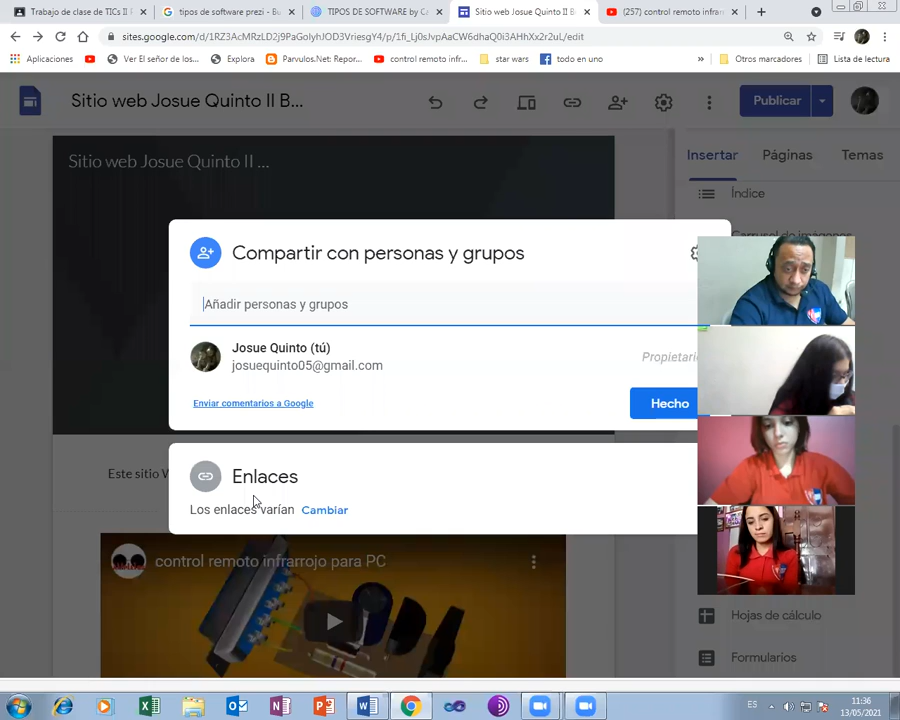 Trabajo de clase de TICs II P
tipos de software prezi - Bu
TIPOS DE SOFTWARE by Ca
Sitio web Josue Quinto II B
(257) control remoto infrar
sites.google.com/d/1RZ3AcMRzLD2j9PaGolyhJOD3VriesgY4/p/1fi_Lj0sJvpAaCW6dhaQ0i3AHhXx2r2uL/edit
Aplicaciones
Ver El señor de los...
Explora
Parvulos.Net: Repor...
control remoto infr...
star wars
todo en uno
»
Otros marcadores
Lista de lectura
Sitio web Josue Quinto II B...
Publicar
Sitio web Josue Quinto II ...
Insertar
Páginas
Temas
Índice
Carrusel de imágenes
Compartir con personas y grupos
Añadir personas y grupos
Josue Quinto (tú)
josuequinto05@gmail.com
Propietari
Enviar comentarios a Google
Hecho
Este sitio W
Enlaces
Los enlaces varían Cambiar
control remoto infrarrojo para PC
Hojas de cálculo
Formularios
ES
11:36
13/05/2021